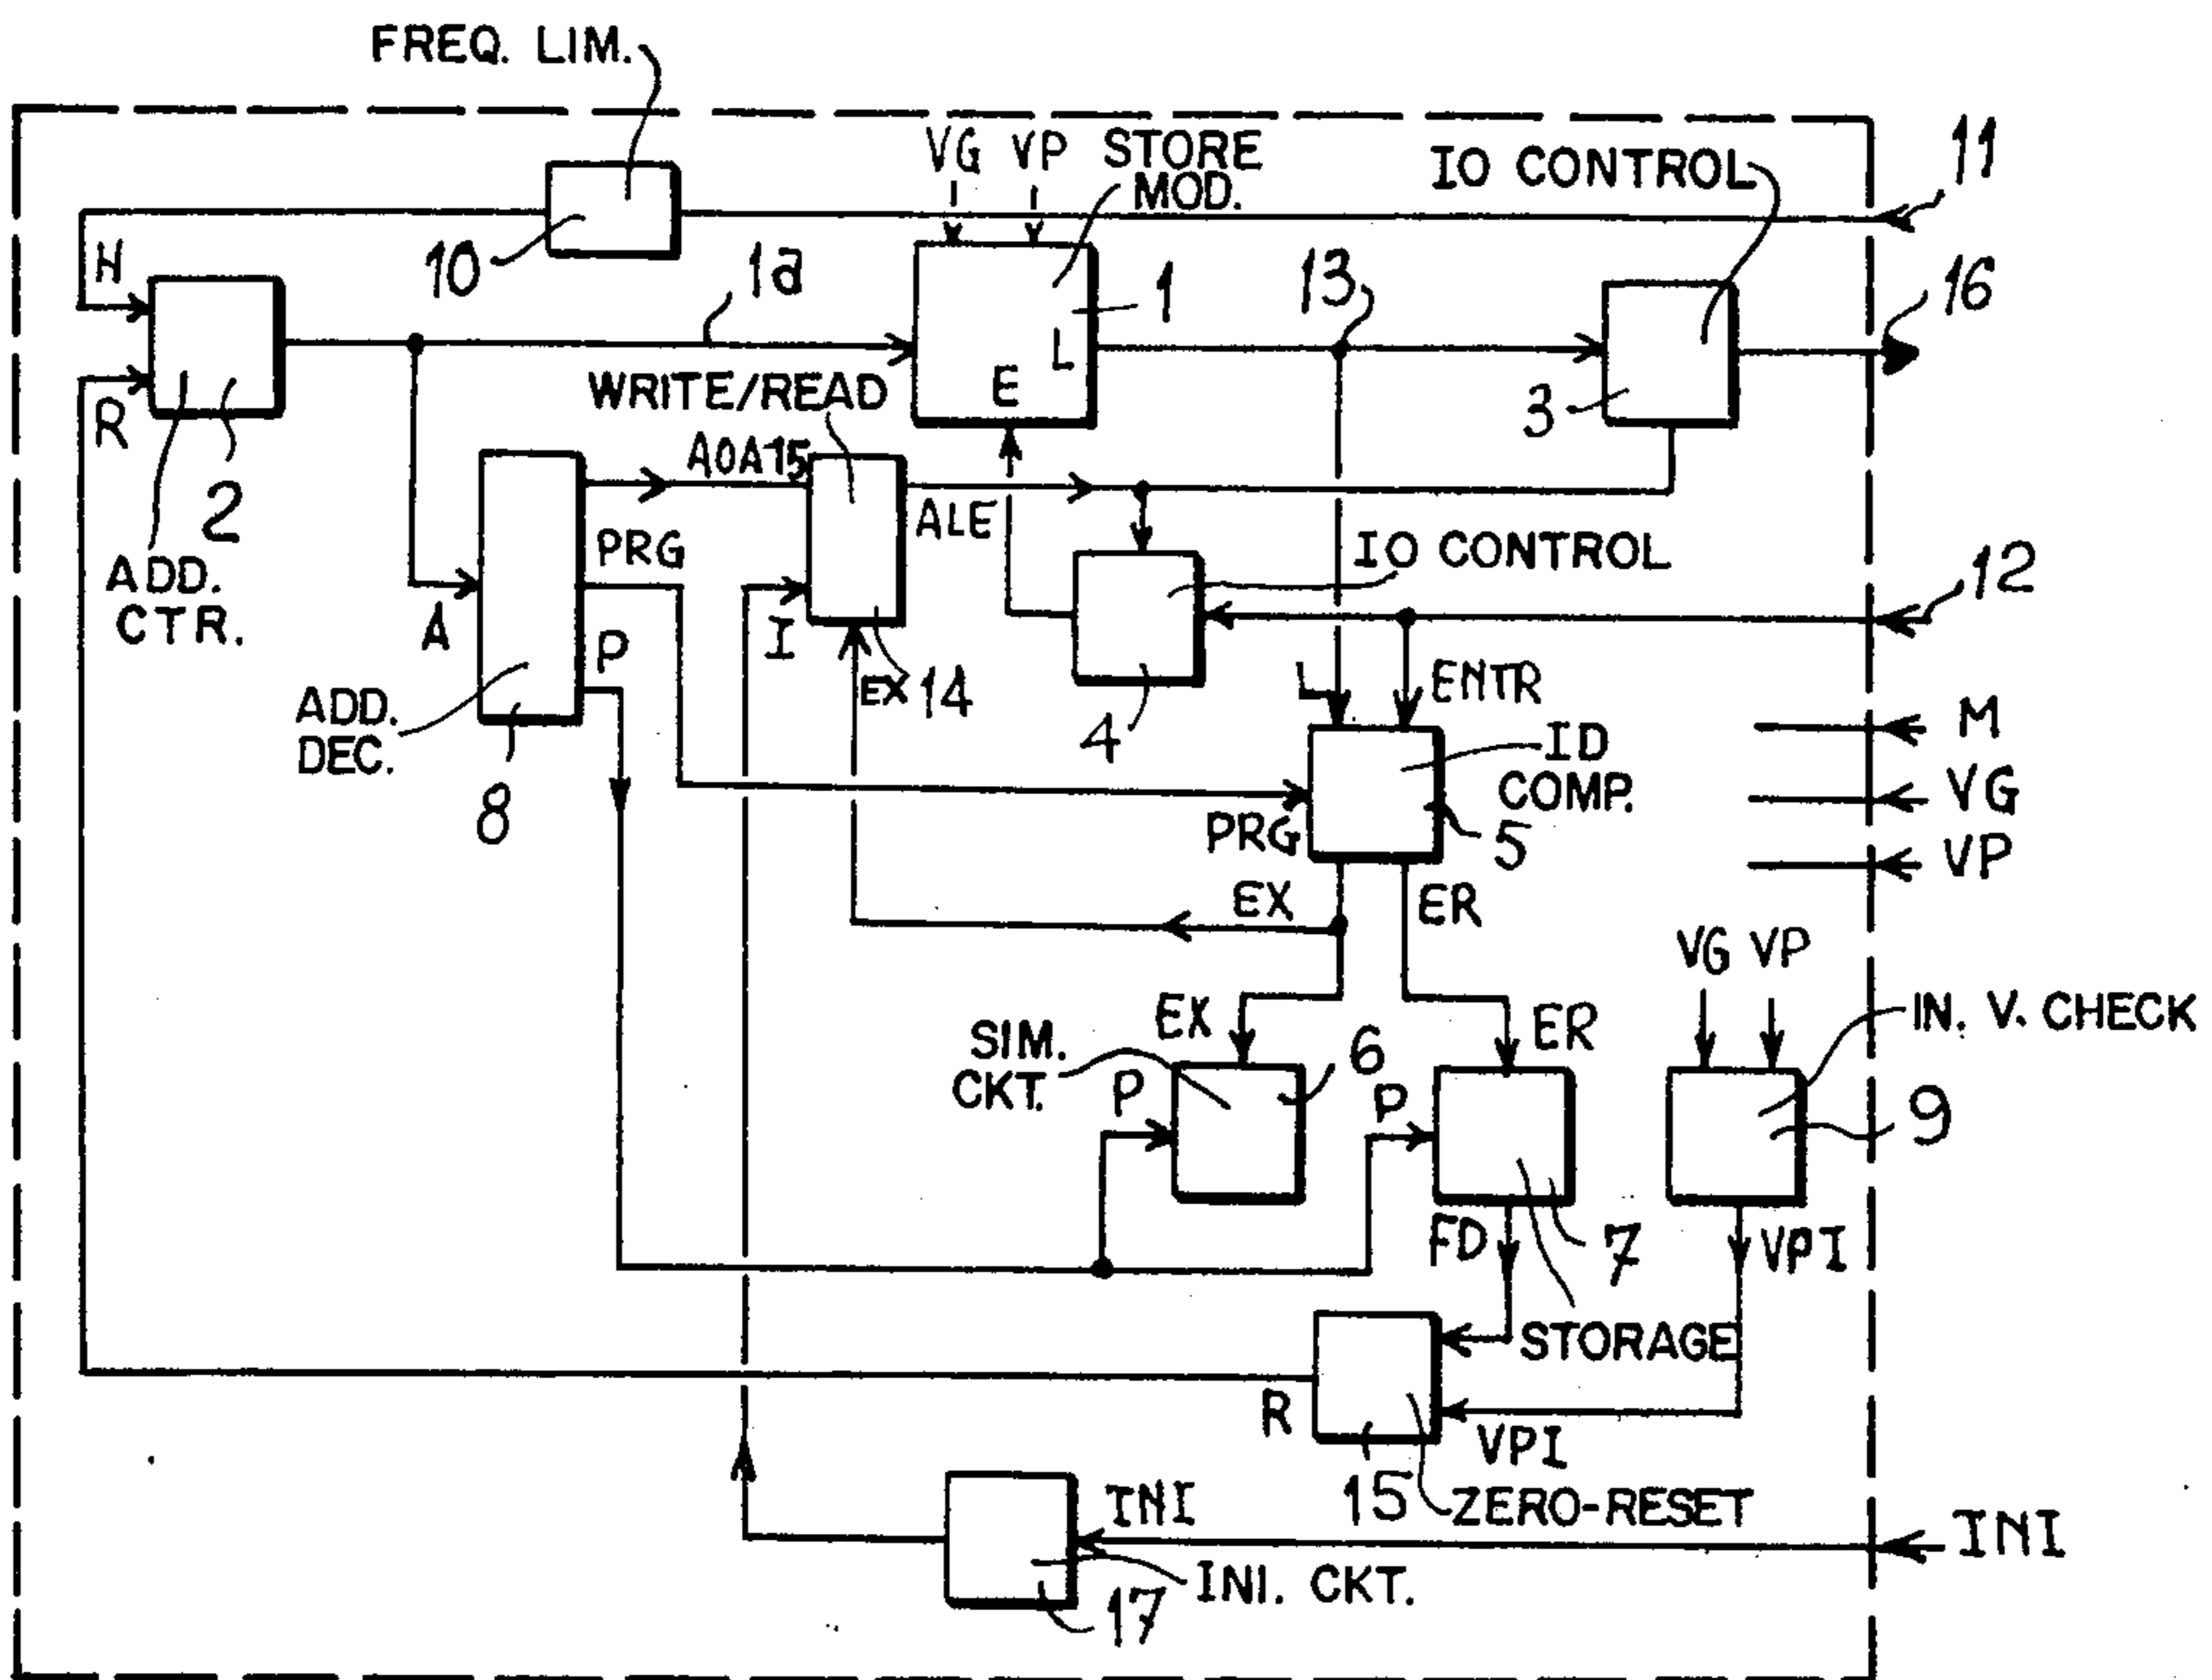 FREQ. LIM.
VG VP STORE
MOD.
IO CONTROL
11
H
10
1a
1
13
16
L
E
3
R
WRITE/READ
A0A15
2
ALE
PRG
IO CONTROL
ADD.
CTR.
A
I
12
P
EX 14
L
ENTR
ADD.
DEC.
4
M
ID
COMP.
VG
8
PRG
5
VP
EX
ER
VG VP
IN. V. CHECK
EX
ER
SIM.
CKT.
6
P
P
9
FD
7
VPI
STORAGE
R
VPI
15
ZERO-RESET
INI
INI
INI. CKT.
17